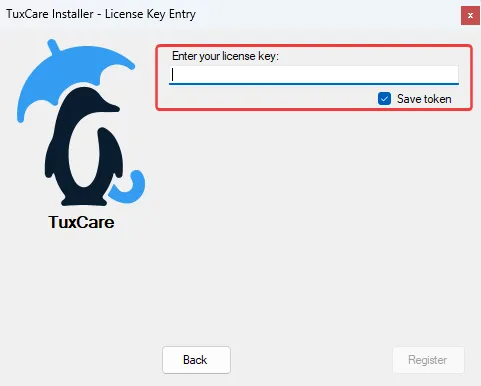 TuxCare Installer - License Key Entry
x
Enter your license key:
Save token
TuxCare
Back
Register